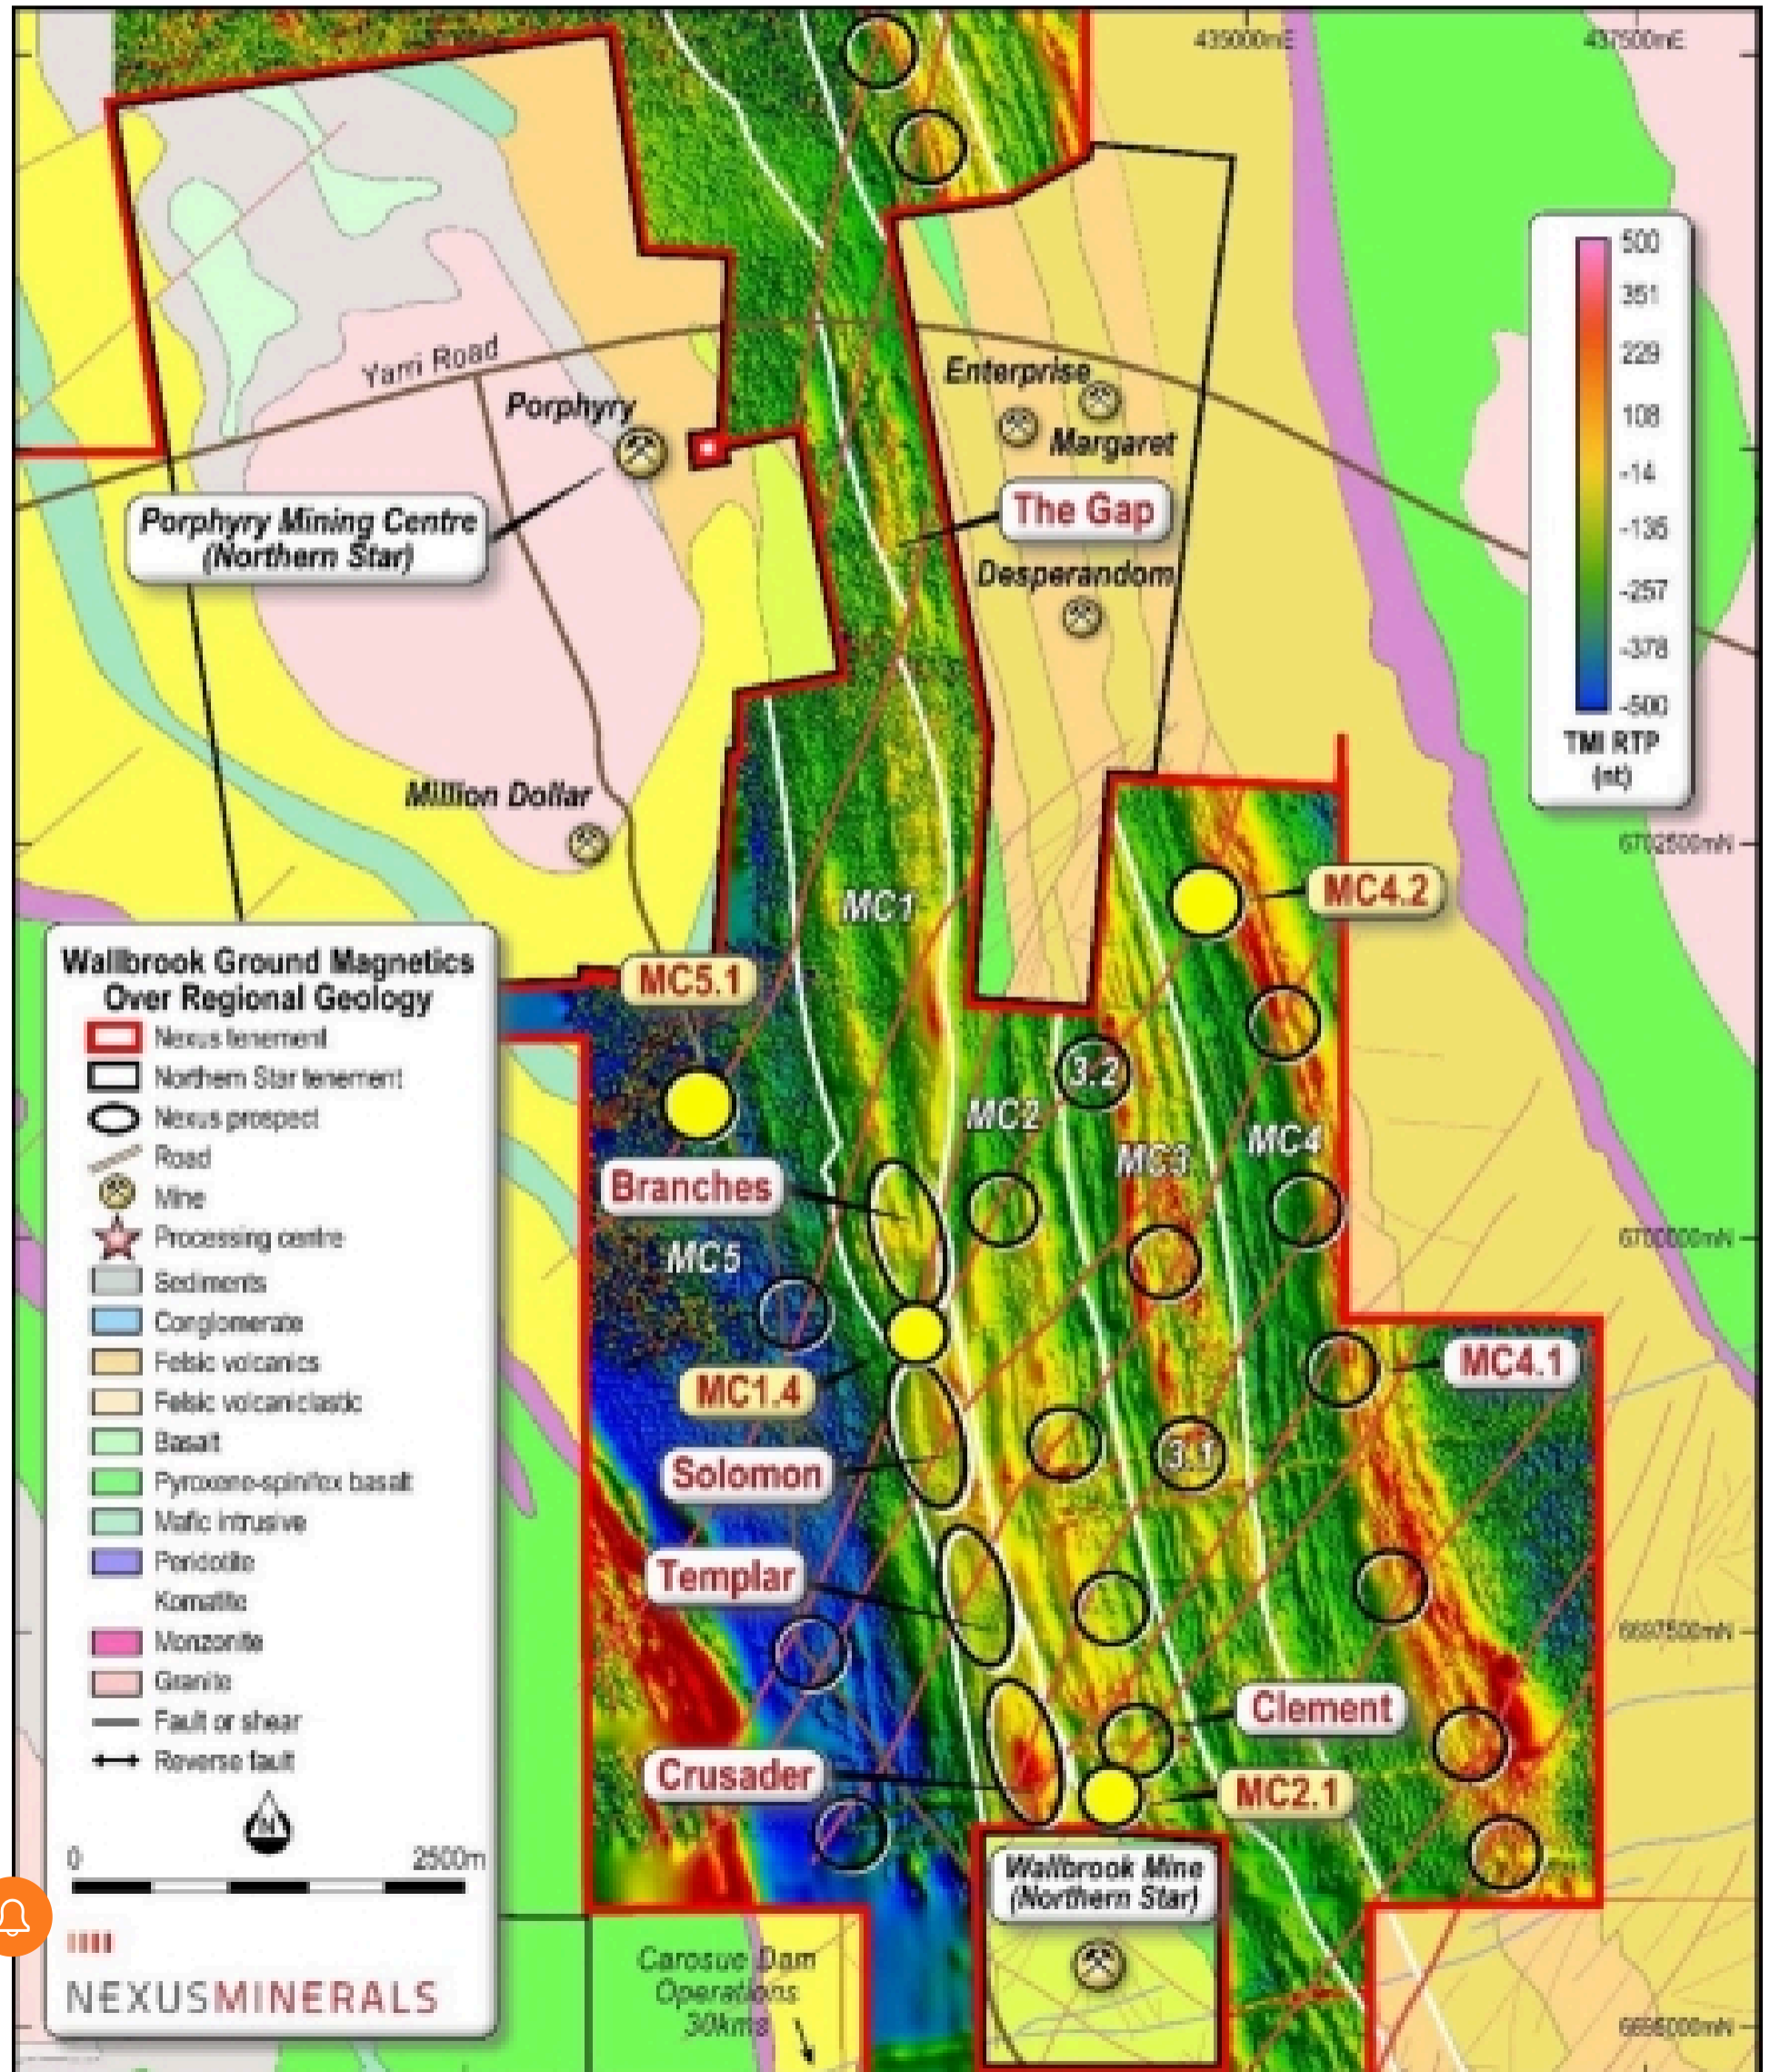 435000mE
437500mE
500
351
229
108
-14
-135
-257
-378
-500
TMI RTP
(nt)
Yarri Road
Porphyry
Enterprise
Margaret
Porphyry Mining Centre
(Northern Star)
The Gap
Desperandom
Million Dollar
6702500mN
MC1
MC4.2
MC5.1
3.2
MC2
MC3
MC4
Branches
MC5
6700000mN
MC1.4
MC4.1
Solomon
3.1
Templar
6697500mN
Clement
Crusader
MC2.1
Wallbrook Mine
(Northern Star)
Carosue Dam
Operations
30kms
6695000mN
Wallbrook Ground Magnetics
Over Regional Geology
Nexus tenement
Northern Star tenement
Nexus prospect
Road
Mine
Processing centre
Sediments
Conglomerate
Felsic volcanics
Felsic volcaniclastic
Basalt
Pyroxene-spinifex basalt
Mafic intrusive
Peridotite
Komatite
Monzonite
Granite
Fault or shear
Reverse fault
N
0 2500m
NEXUSMINERALS